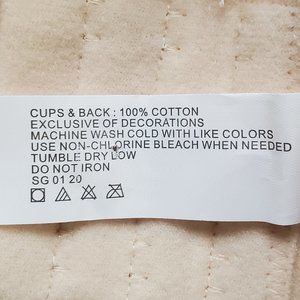 CUPS & BACK : 100% COTTON
EXCLUSIVE OF DECORATIONS
MACHINE WASH COLD WITH LIKE COLORS
USE NON-CHLORINE BLEACH WHEN NEEDED
TUMBLE DRY LOW
DO NOT IRON
SG 01 20